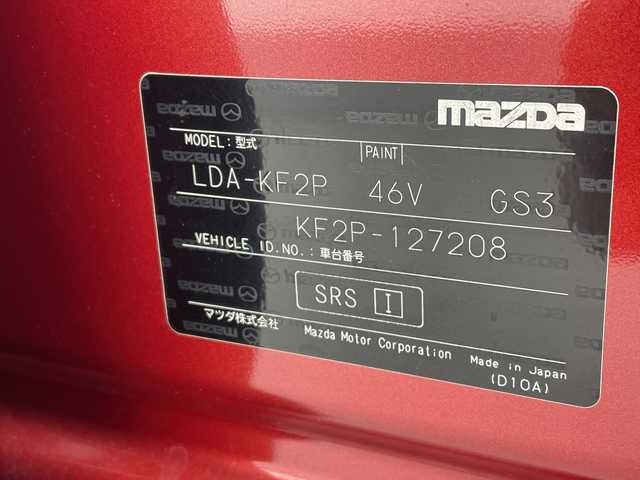 mazDa
MODEL:型式
PAINT
LDA-KF2P 46V GS3
VEHICLE ID.NO.:車台番号 KF2P-127208
SRS I
マツダ株式会社 Mazda Motor Corporation Made in Japan
(D10A)